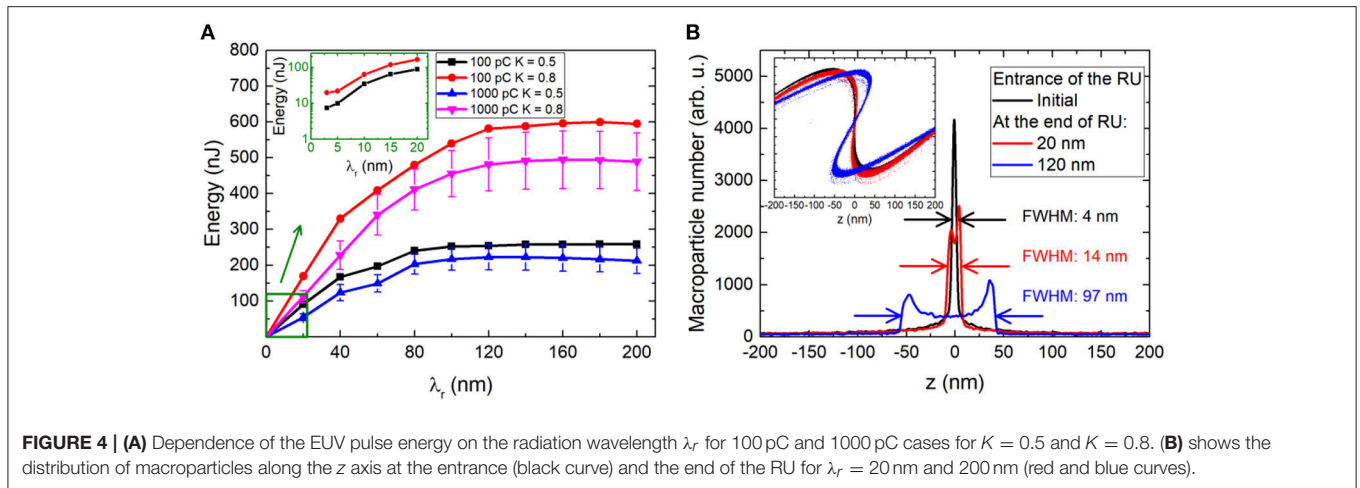 A
800
700
600
500
400
300
200
100
Energy (nJ)
0
40
80
120
160
200
λr (nm)
100
10
1
Energy (nJ)
0
5
10
15
20
λr (nm)
100 pC K = 0.5
100 pC K = 0.8
1000 pC K = 0.5
1000 pC K = 0.8
B
5000
4000
3000
2000
1000
0
Macroparticle number (arb. u.)
-200
-150
-100
-50
0
50
100
150
200
z (nm)
-200 -150 -100 -50 0 50 100 150 200
z (nm)
Entrance of the RU
Initial
At the end of RU:
20 nm
120 nm
FWHM: 4 nm
FWHM: 14 nm
FWHM: 97 nm
FIGURE 4 | (A) Dependence of the EUV pulse energy on the radiation wavelength λr for 100 pC and 1000 pC cases for K = 0.5 and K = 0.8. (B) shows the
distribution of macroparticles along the z axis at the entrance (black curve) and the end of the RU for λr = 20 nm and 200 nm (red and blue curves).